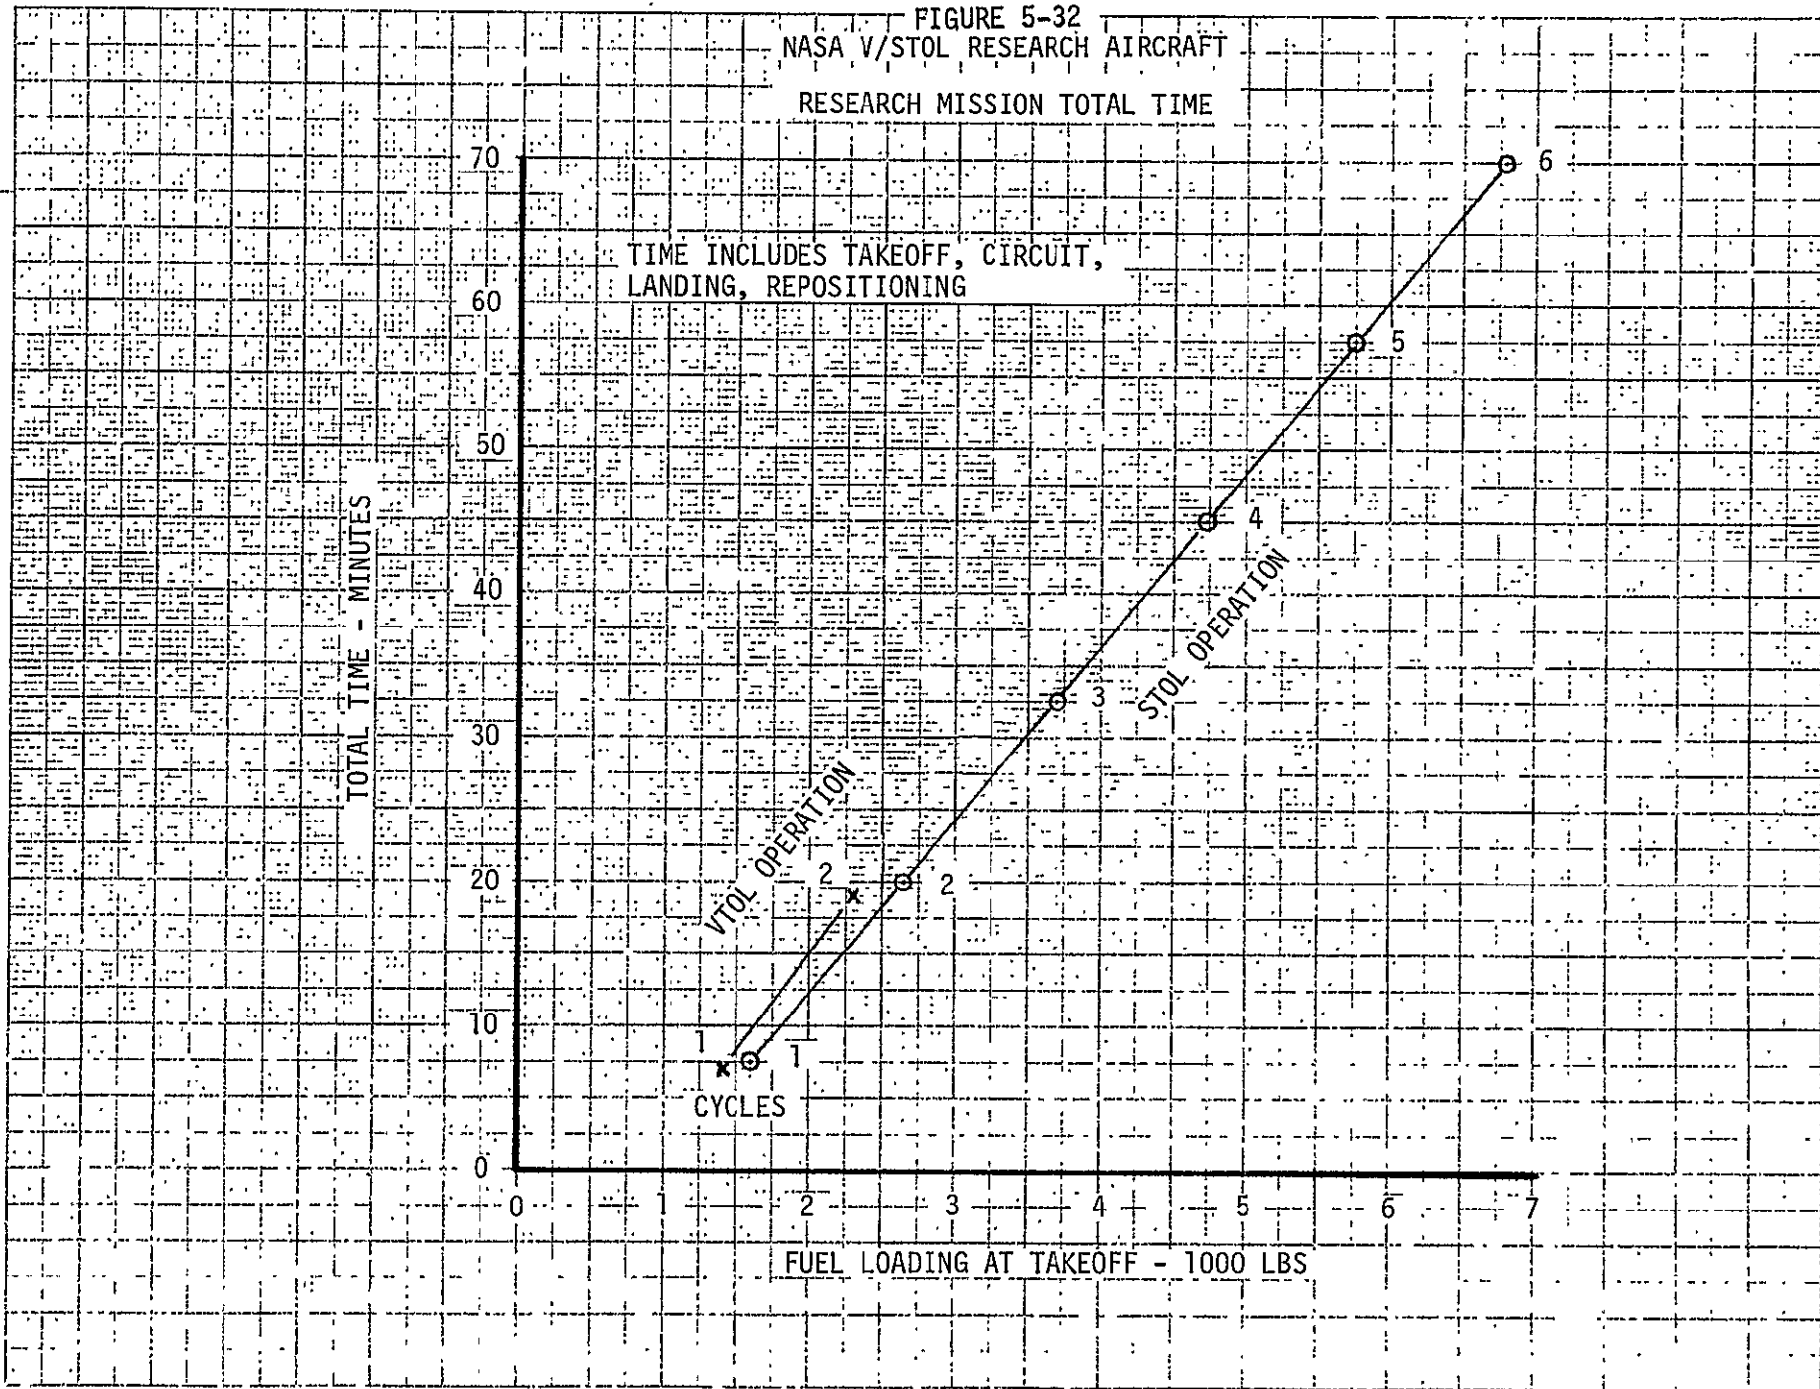 FIGURE 5-32
NASA V/STOL RESEARCH AIRCRAFT
RESEARCH MISSION TOTAL TIME
70
6
TIME INCLUDES TAKEOFF, CIRCUIT,
LANDING, REPOSITIONING
60
5
50
4
TOTAL TIME - MINUTES
40
STOL OPERATION
3
30
VTOL OPERATION
20
2
2
10
1
1
CYCLES
0
0 1 2 3 4 5 6 7
FUEL LOADING AT TAKEOFF - 1000 LBS